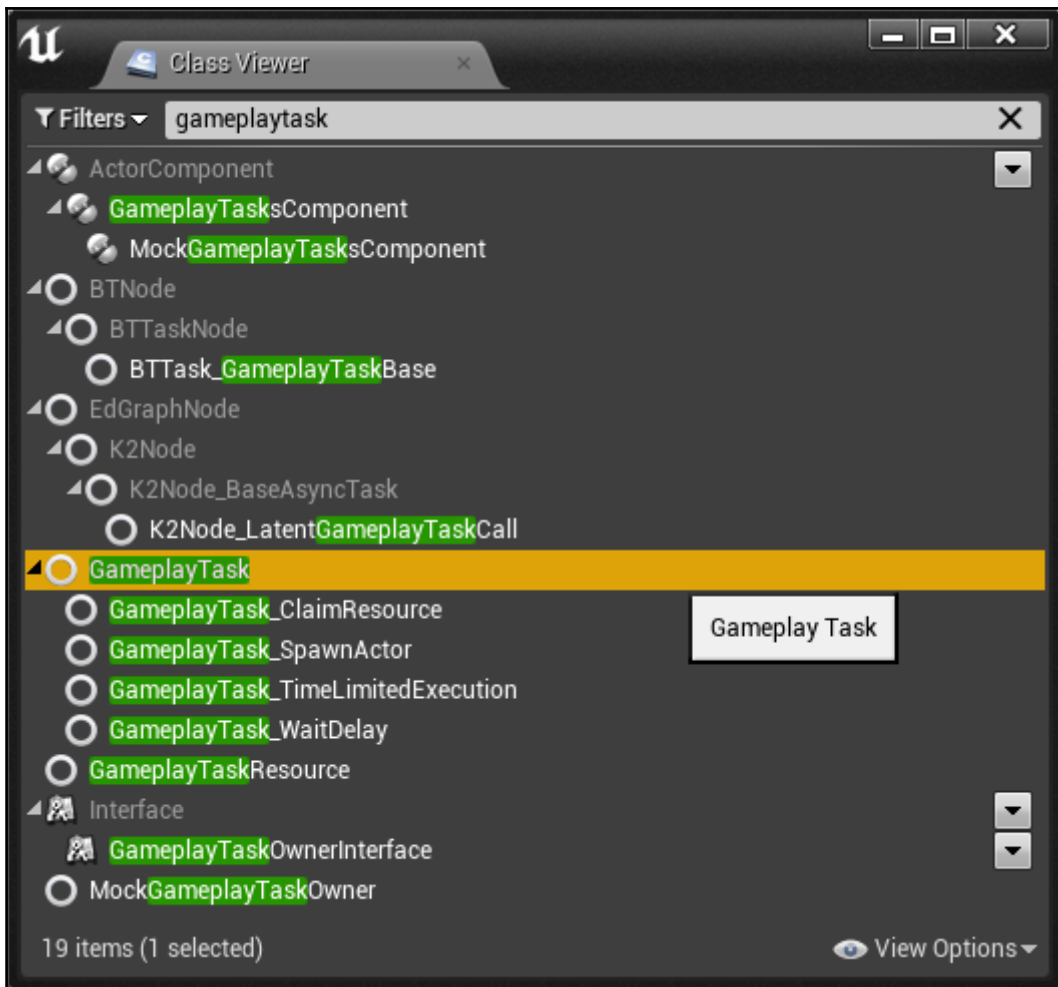 Class Viewer
Filters gameplaytask
ActorComponent
GameplayTasksComponent
MockGameplayTasksComponent
BTNode
BTTaskNode
BTTask_GameplayTaskBase
EdGraphNode
K2Node
K2Node_BaseAsyncTask
K2Node_LatentGameplayTaskCall
GameplayTask
GameplayTask_ClaimResource
Gameplay Task
GameplayTask_SpawnActor
GameplayTask_TimeLimitedExecution
GameplayTask_WaitDelay
GameplayTaskResource
Interface
GameplayTaskOwnerInterface
MockGameplayTaskOwner
19 items (1 selected) View Options